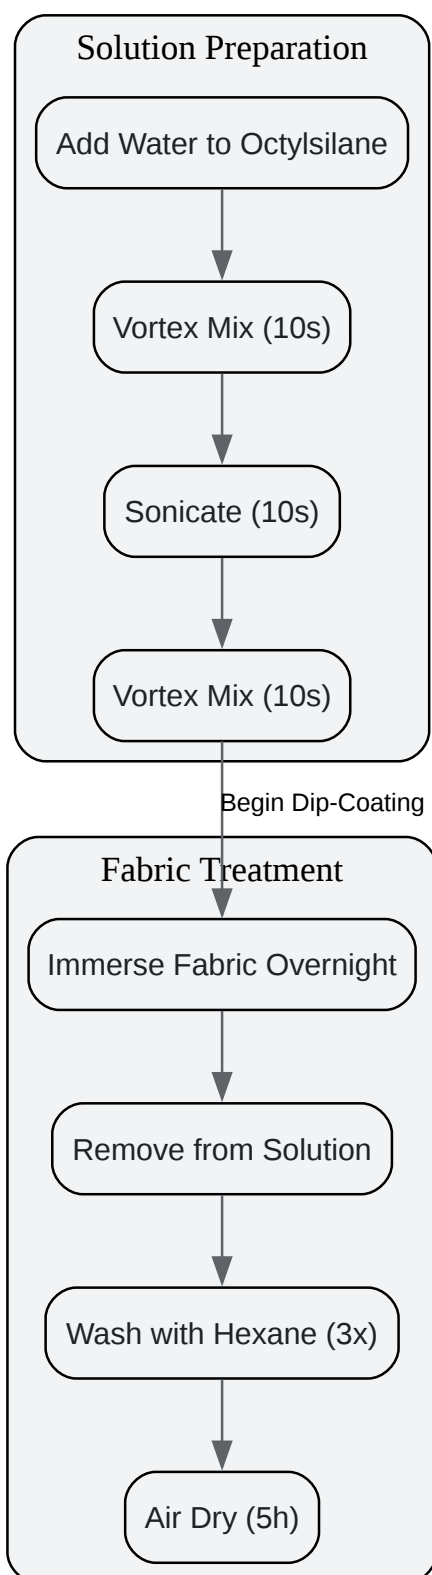 Solution Preparation
Add Water to Octylsilane
Vortex Mix (10s)
Sonicate (10s)
Vortex Mix (10s)
Begin Dip-Coating
Fabric Treatment
Immerse Fabric Overnight
Remove from Solution
Wash with Hexane (3x)
Air Dry (5h)